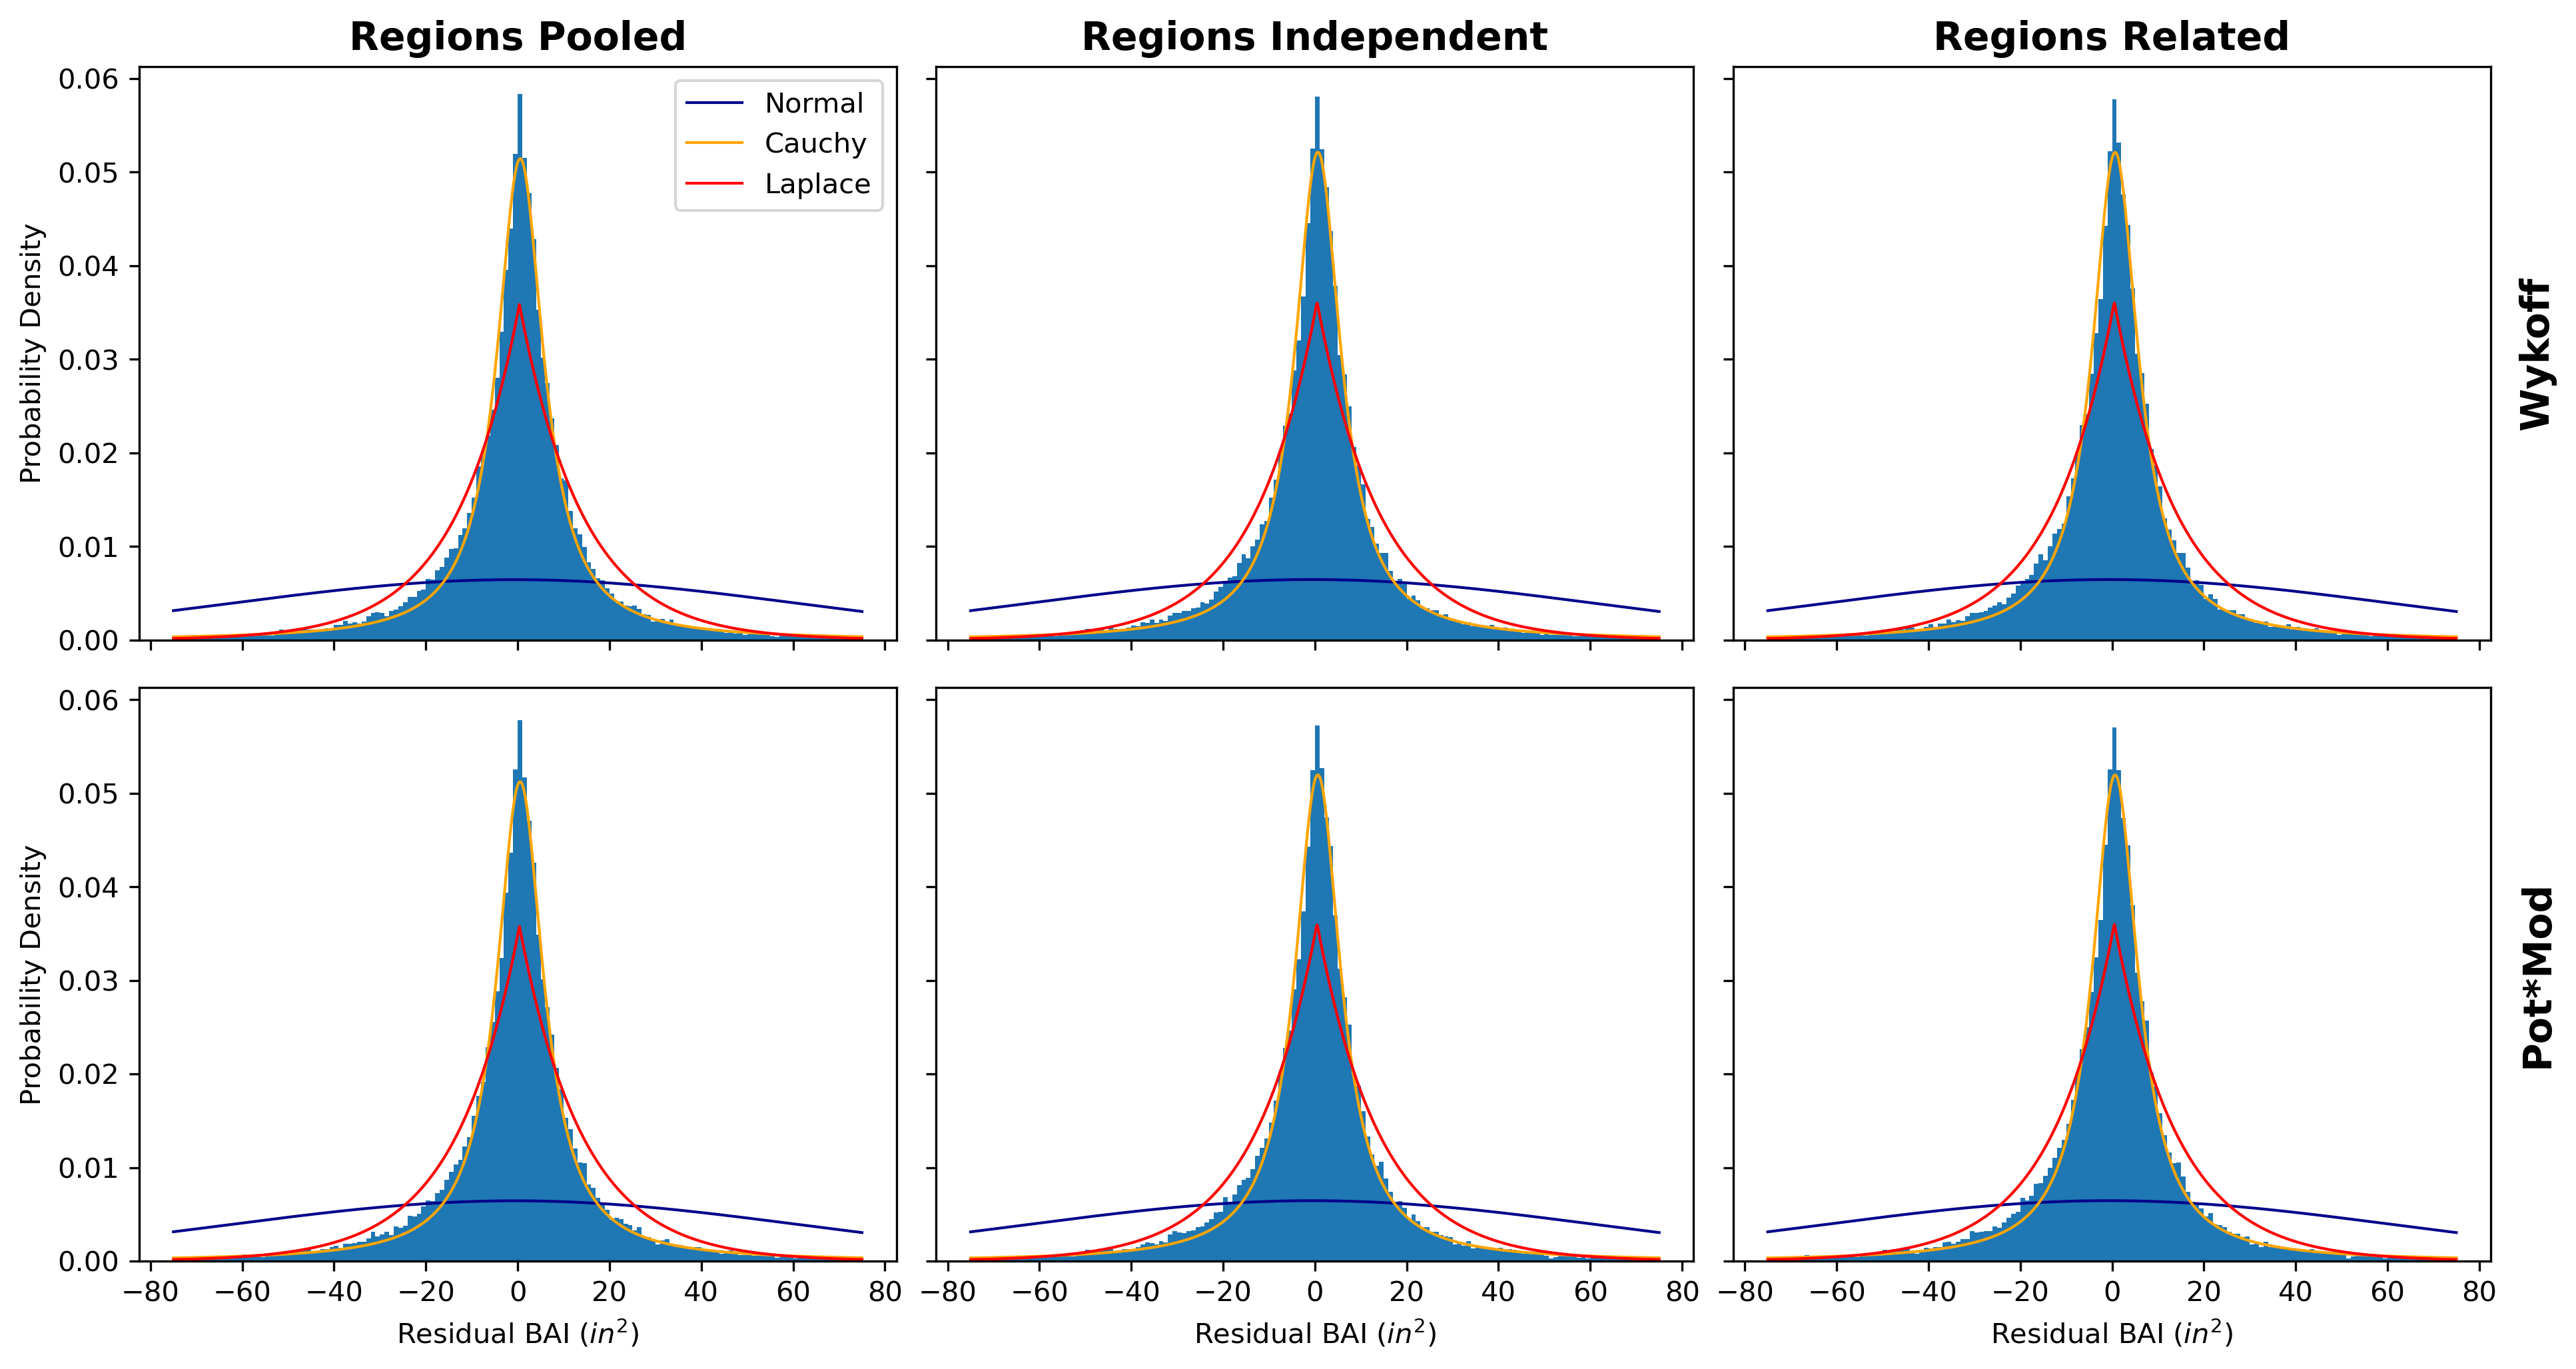 Regions Pooled
Regions Independent
Regions Related
0.06
0.05
0.04
0.03
0.02
0.01
0.00
Probability Density
Normal
Cauchy
Laplace
Wykoff
0.06
0.05
0.04
0.03
0.02
0.01
0.00
Probability Density
Pot*Mod
−80 −60 −40 −20 0 20 40 60 80
−80 −60 −40 −20 0 20 40 60 80
−80 −60 −40 −20 0 20 40 60 80
Residual BAI (in²)
Residual BAI (in²)
Residual BAI (in²)